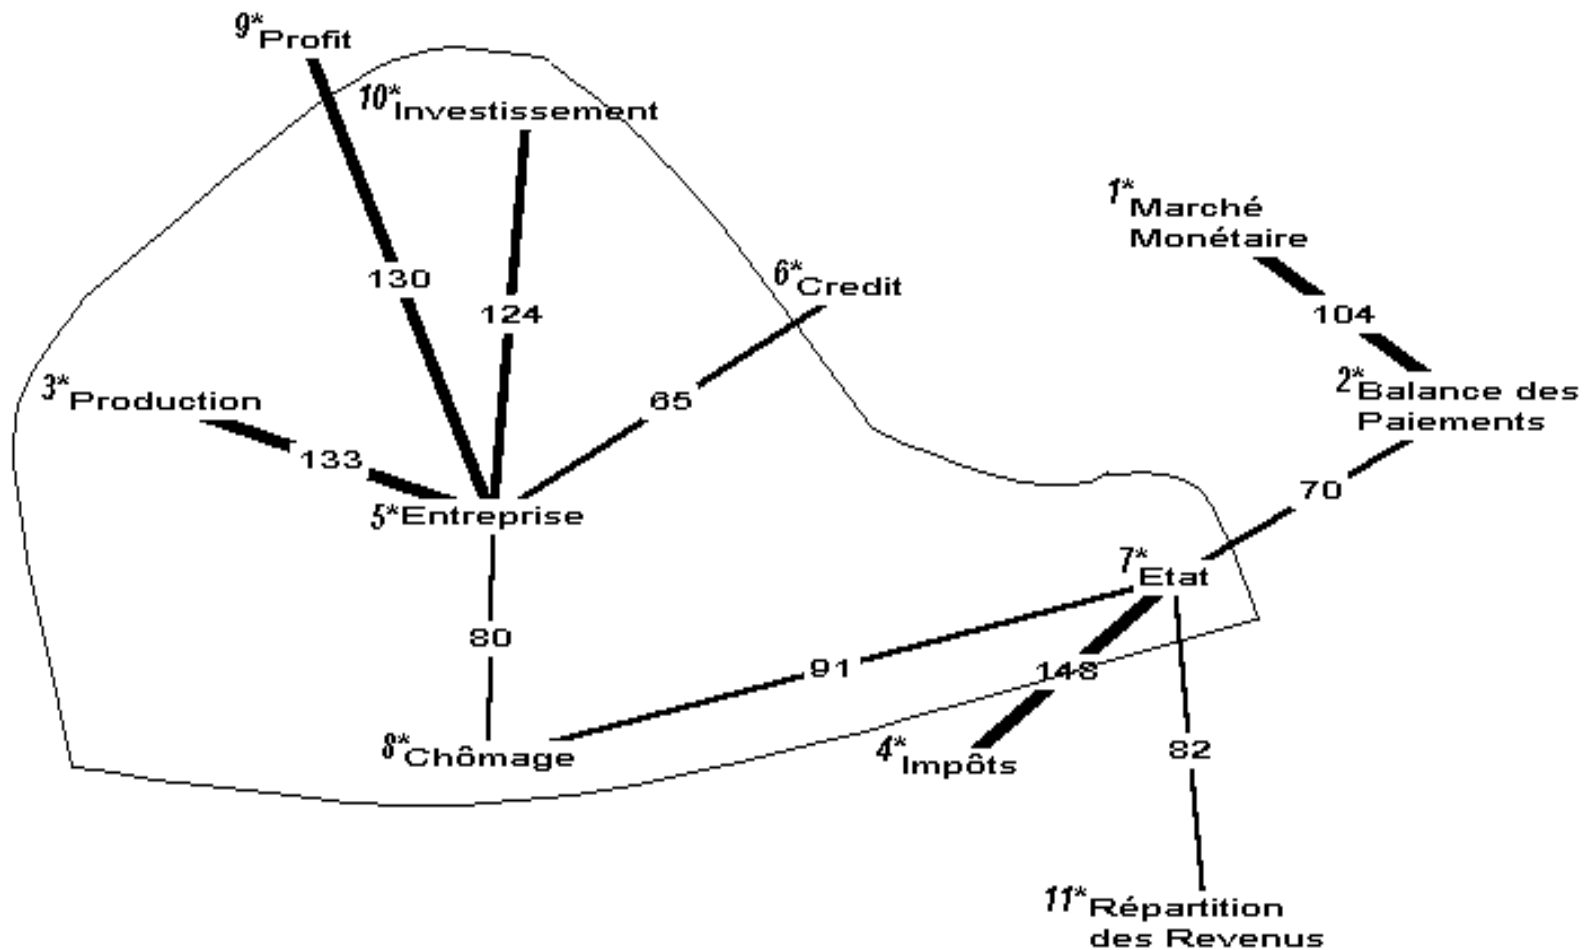 9*Profit
10*Investissement
1*Marché
Monétaire
6*Credit
130
124
104
3*Production
65
2*Balance des
Paiements
133
70
5*Entreprise
7*Etat
80
91
148
8*Chômage
4*Impôts
82
11*Répartition
des Revenus